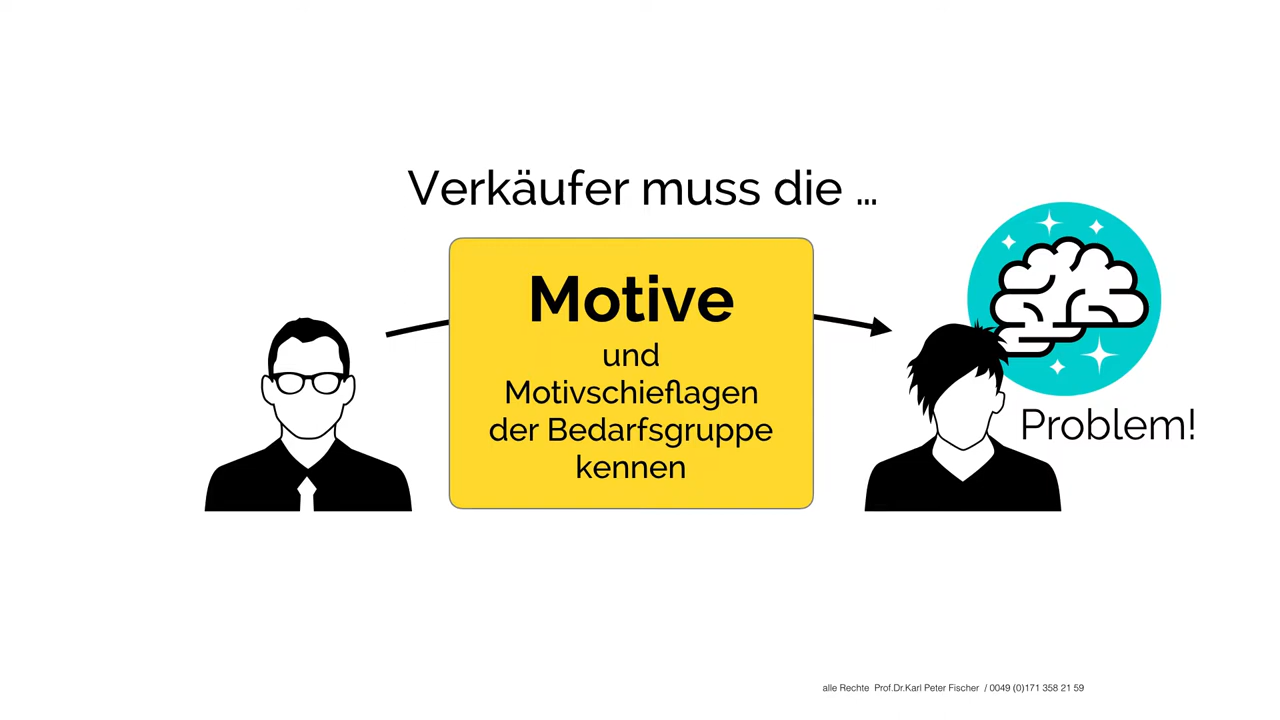 Verkäufer muss die ...
Motive
und
Motivschieflagen
der Bedarfsgruppe
kennen
Problem!
alle Rechte Prof.Dr.Karl Peter Fischer / 0049 (0)171 358 21 59